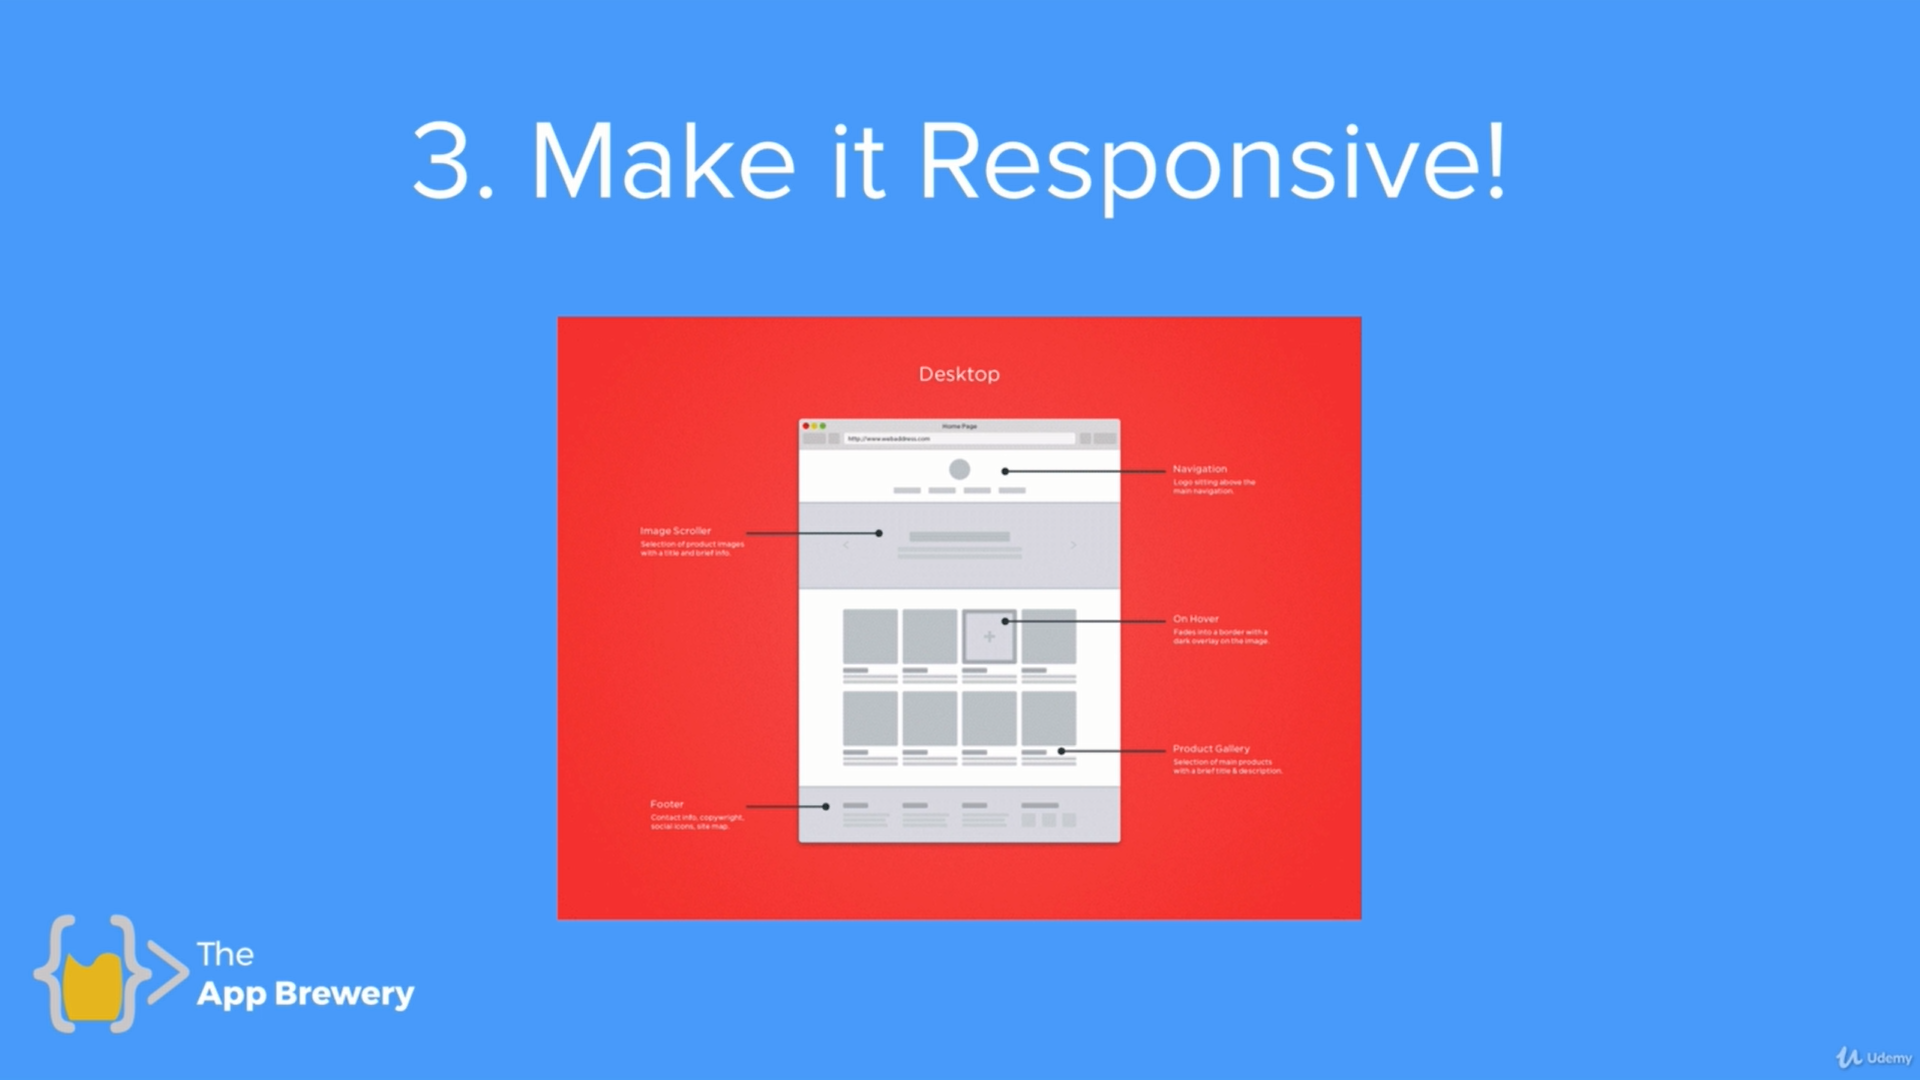 3. Make it Responsive!
Desktop
Home Page
http://www.webaddress.com
Navigation
Logo sitting above the
main navigation.
Image Scroller
Selection of product images
with a title and brief info.
On Hover
Fades into a border with a
dark overlay on the image.
Product Gallery
Selection of main products
with a brief title & description.
Footer
Contact info, copywright,
social icons, site map.
The
App Brewery
Udemy